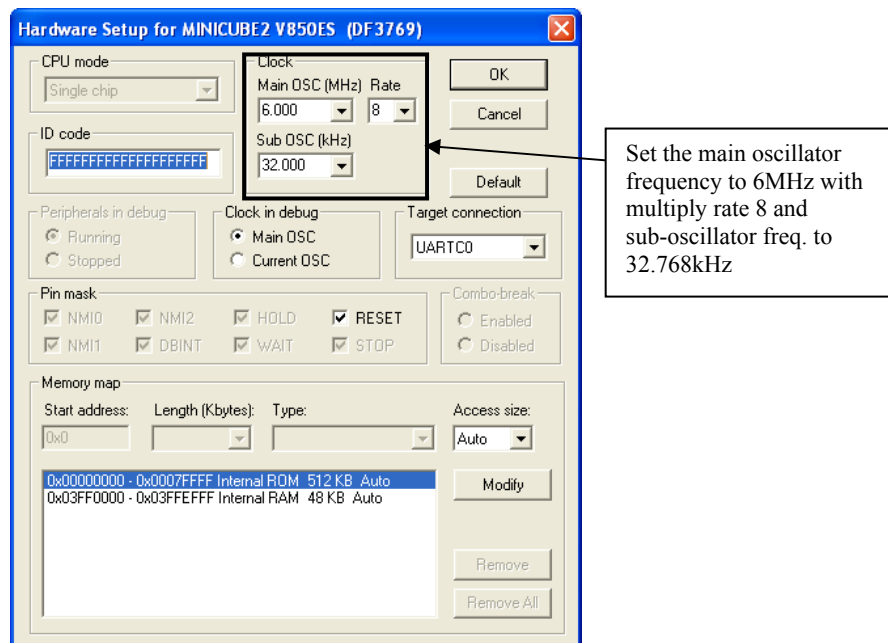 Hardware Setup for MINICUBE2 V850ES (DF3769)
CPU mode
Single chip
Clock
Main OSC (MHz) Rate
6.000 8
Sub OSC (kHz)
32.000
OK
Cancel
Default
ID code
FFFFFFFFFFFFFFFFFFFF
Set the main oscillator
frequency to 6MHz with
multiply rate 8 and
sub-oscillator freq. to
32.768kHz
Peripherals in debug
Running
Stopped
Clock in debug
Main OSC
Current OSC
Target connection
UARTC0
Pin mask
NMI0 NMI2 HOLD RESET
NMI1 DBINT WAIT STOP
Combo-break
Enabled
Disabled
Memory map
Start address: Length (Kbytes): Type: Access size:
0x0 Auto
0x00000000 - 0x0007FFFF Internal ROM 512 KB Auto
0x03FF0000 - 0x03FFEFFF Internal RAM 48 KB Auto
Modify
Remove
Remove All